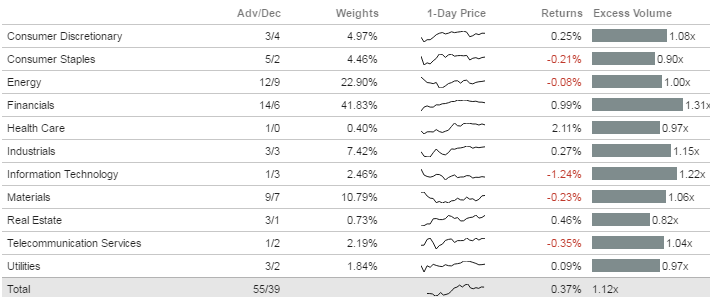 Adv/Dec Weights 1-Day Price Returns Excess Volume
Consumer Discretionary 3/4 4.97% 0.25% 1.08x
Consumer Staples 5/2 4.46% -0.21% 0.90x
Energy 12/9 22.90% -0.08% 1.00x
Financials 14/6 41.83% 0.99% 1.31x
Health Care 1/0 0.40% 2.11% 0.97x
Industrials 3/3 7.42% 0.27% 1.15x
Information Technology 1/3 2.46% -1.24% 1.22x
Materials 9/7 10.79% -0.23% 1.06x
Real Estate 3/1 0.73% 0.46% 0.82x
Telecommunication Services 1/2 2.19% -0.35% 1.04x
Utilities 3/2 1.84% 0.09% 0.97x
Total 55/39 0.37% 1.12x